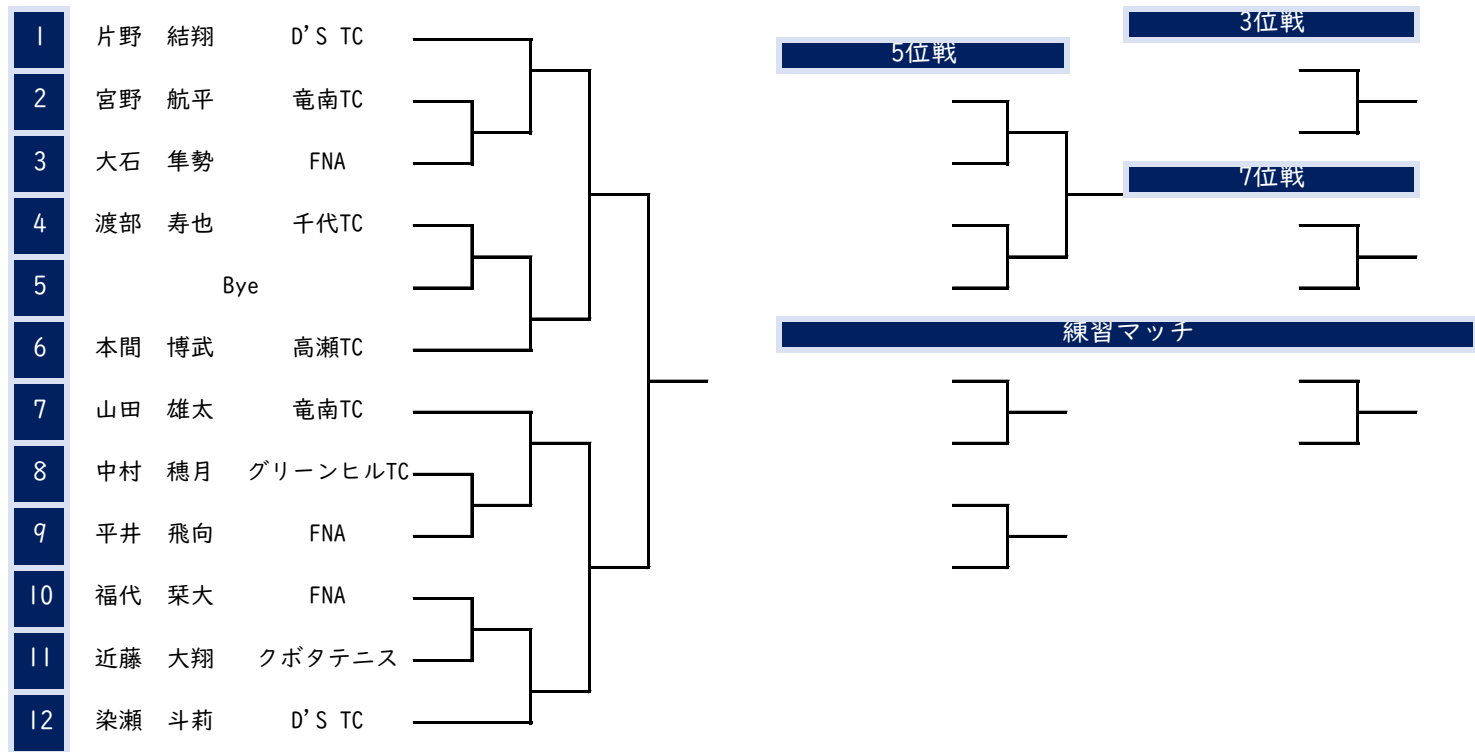 1 片野 結翔 D'S TC
2 宮野 航平 竜南TC
3 大石 隼勢 FNA
4 渡部 寿也 千代TC
5 Bye
6 本間 博武 高瀬TC
7 山田 雄太 竜南TC
8 中村 穂月 グリーンヒルTC
9 平井 飛向 FNA
10 福代 栞大 FNA
11 近藤 大翔 クボタテニス
12 染瀬 斗莉 D'S TC
5位戦
3位戦
7位戦
練習マッチ